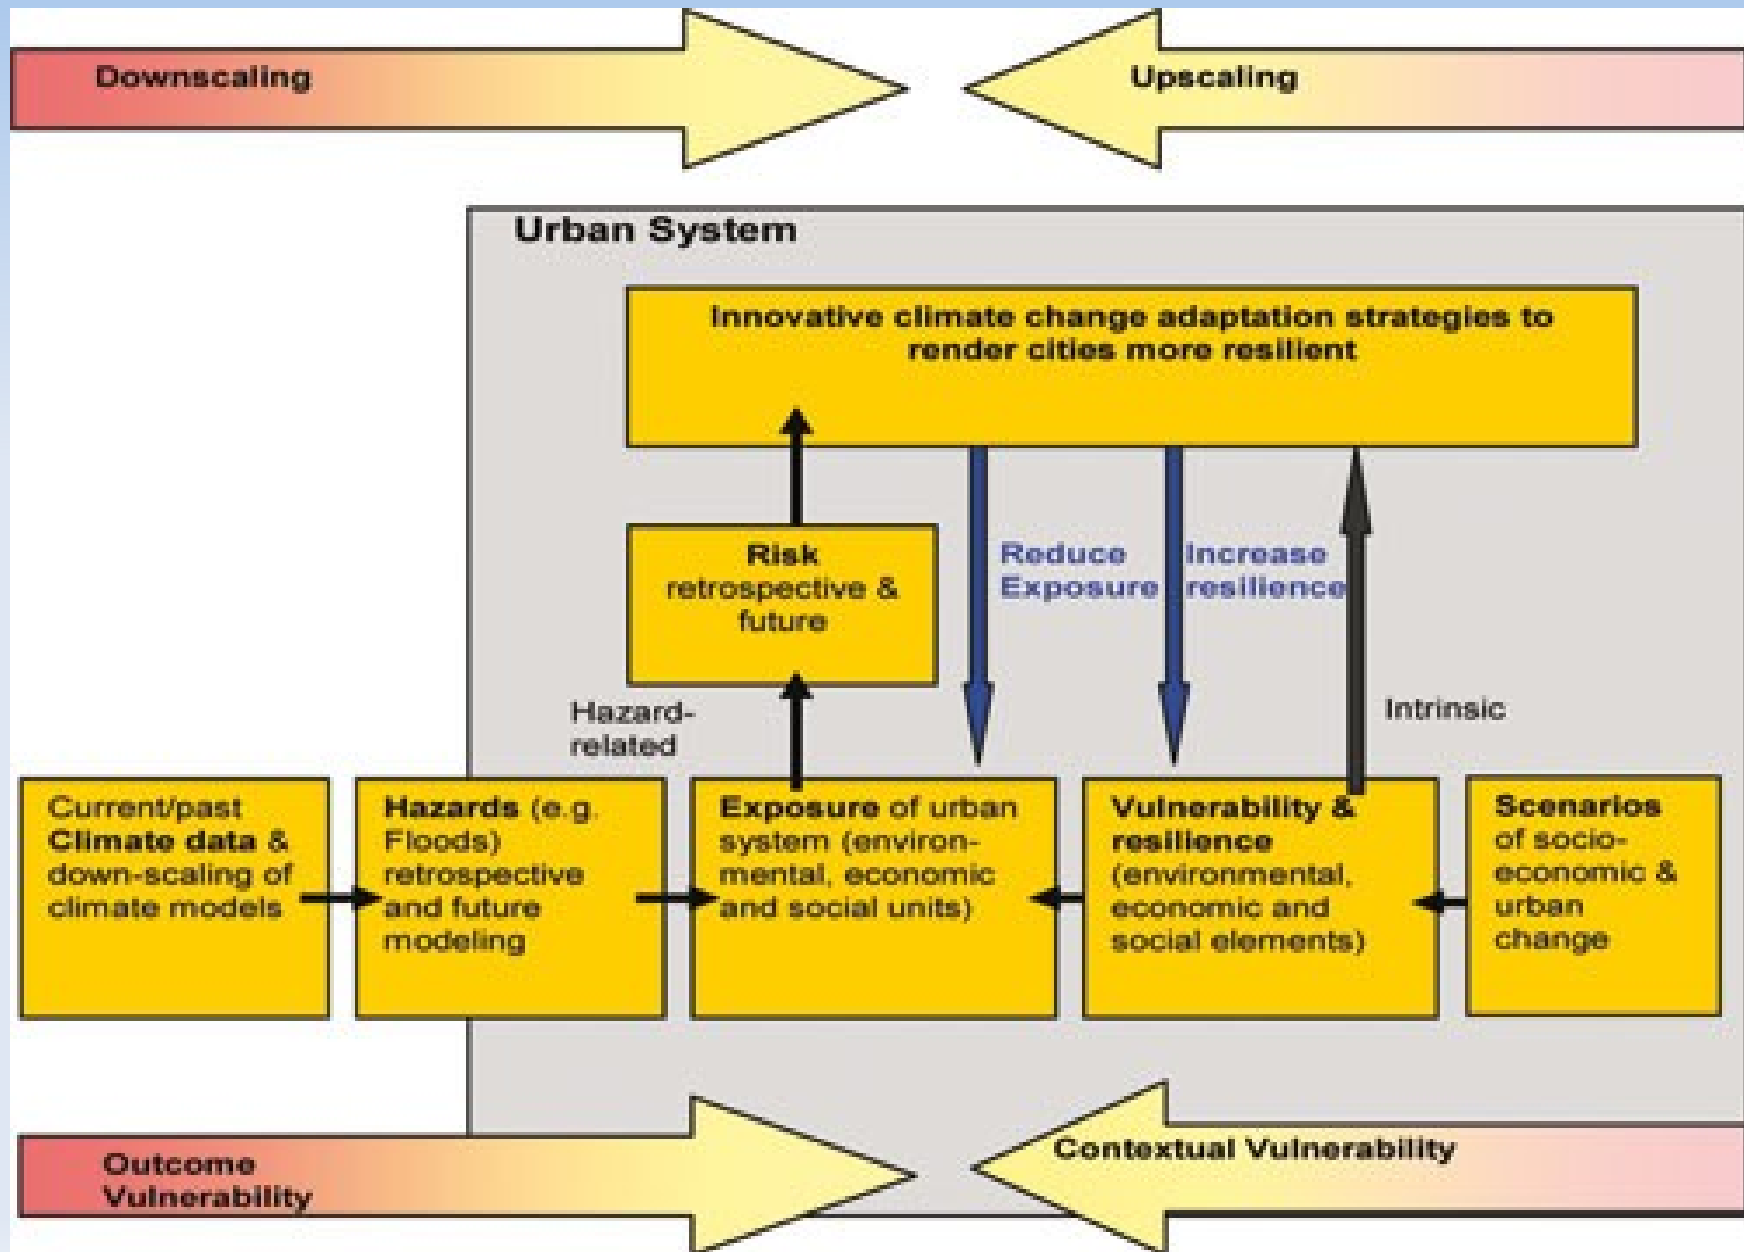 Downscaling
Upscaling
Urban System
Innovative climate change adaptation strategies to
render cities more resilient
Risk
retrospective &
future
Reduce
Exposure
Increase
resilience
Hazard-
related
Intrinsic
Current/past
Climate data &
down-scaling of
climate models
Hazards (e.g.
Floods)
retrospective
and future
modeling
Exposure of urban
system (environ-
mental, economic
and social units)
Vulnerability &
resilience
(environmental,
economic and
social elements)
Scenarios
of socio-
economic &
urban
change
Outcome
Vulnerability
Contextual Vulnerability